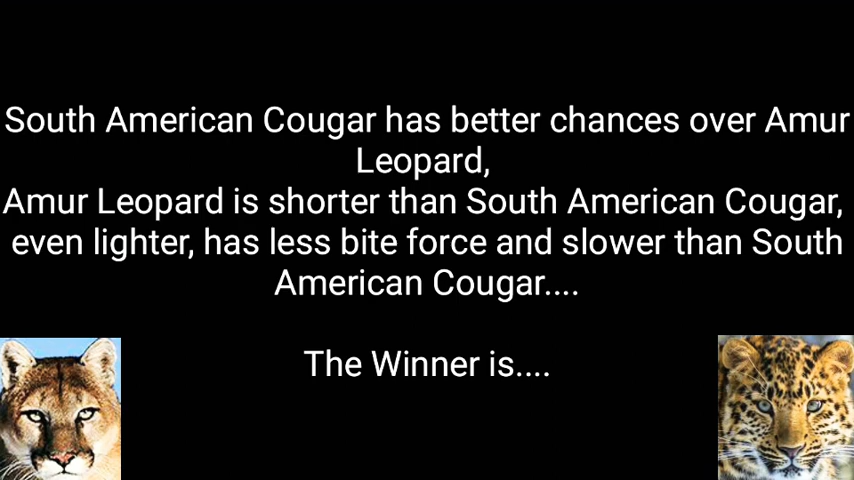 South American Cougar has better chances over Amur
Leopard,
Amur Leopard is shorter than South American Cougar,
even lighter, has less bite force and slower than South
American Cougar....
The Winner is....